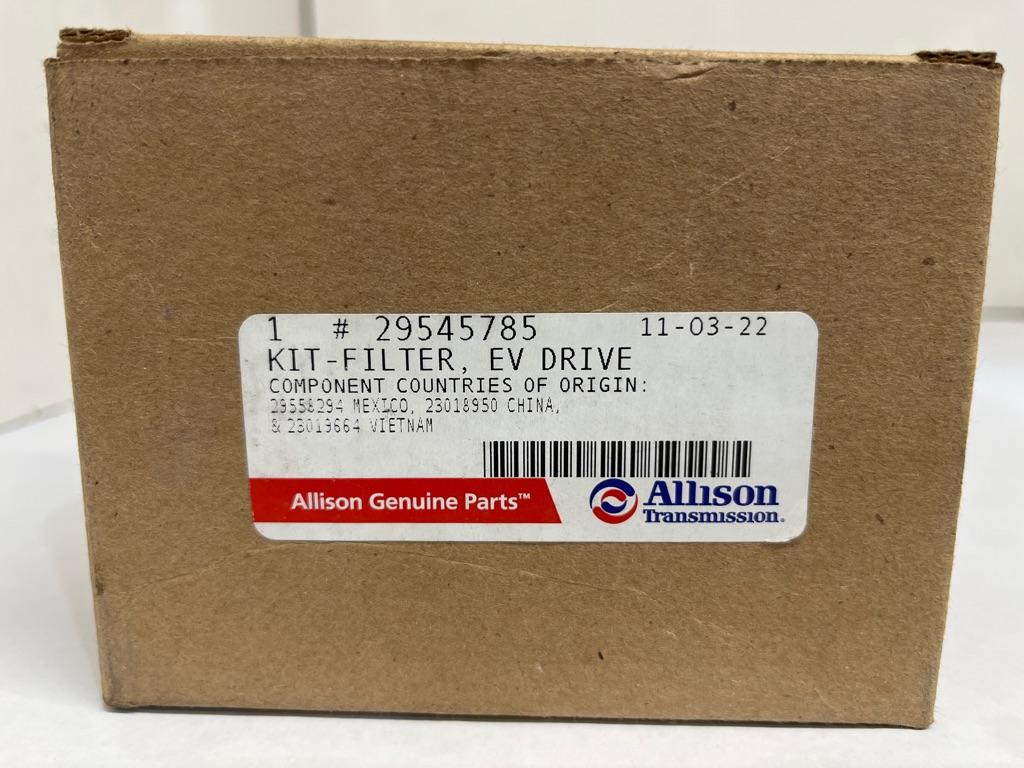 1 # 29545785 11-03-22
KIT-FILTER, EV DRIVE
COMPONENT COUNTRIES OF ORIGIN:
29558294 MEXICO, 23018950 CHINA,
& 23019664 VIETNAM
Allison Genuine Parts™
Allison
Transmission.